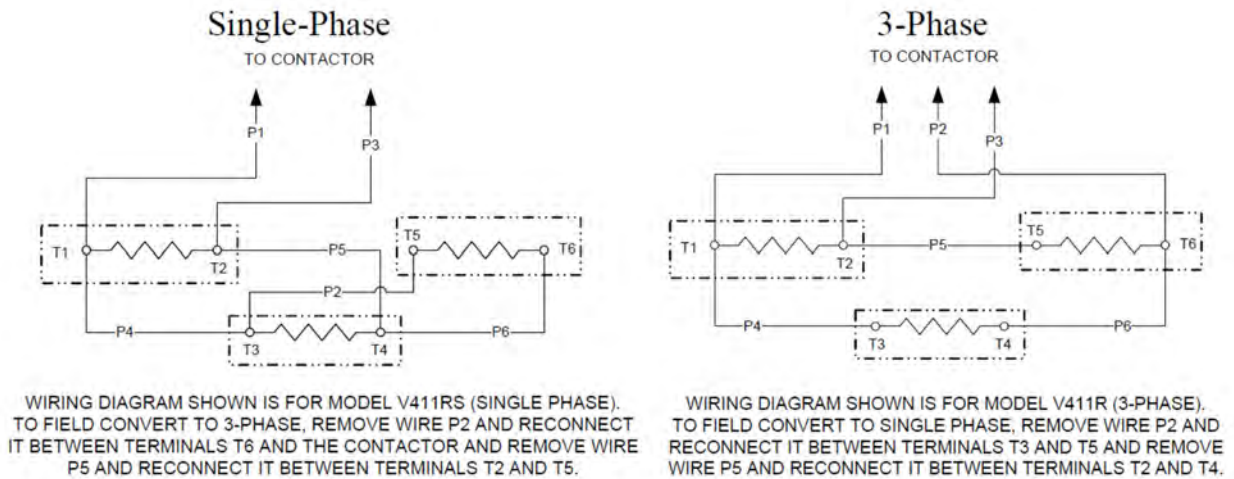 Single-Phase
TO CONTACTOR
P1
P3
T1
T2
P5
T5
T6
P2
P4
T3
T4
P6
WIRING DIAGRAM SHOWN IS FOR MODEL V411RS (SINGLE PHASE).
TO FIELD CONVERT TO 3-PHASE, REMOVE WIRE P2 AND RECONNECT
IT BETWEEN TERMINALS T6 AND THE CONTACTOR AND REMOVE WIRE
P5 AND RECONNECT IT BETWEEN TERMINALS T2 AND T5.
3-Phase
TO CONTACTOR
P1
P2
P3
T1
T2
P5
T5
T6
P4
T3
T4
P6
WIRING DIAGRAM SHOWN IS FOR MODEL V411R (3-PHASE).
TO FIELD CONVERT TO SINGLE PHASE, REMOVE WIRE P2 AND
RECONNECT IT BETWEEN TERMINALS T3 AND T5 AND REMOVE
WIRE P5 AND RECONNECT IT BETWEEN TERMINALS T2 AND T4.